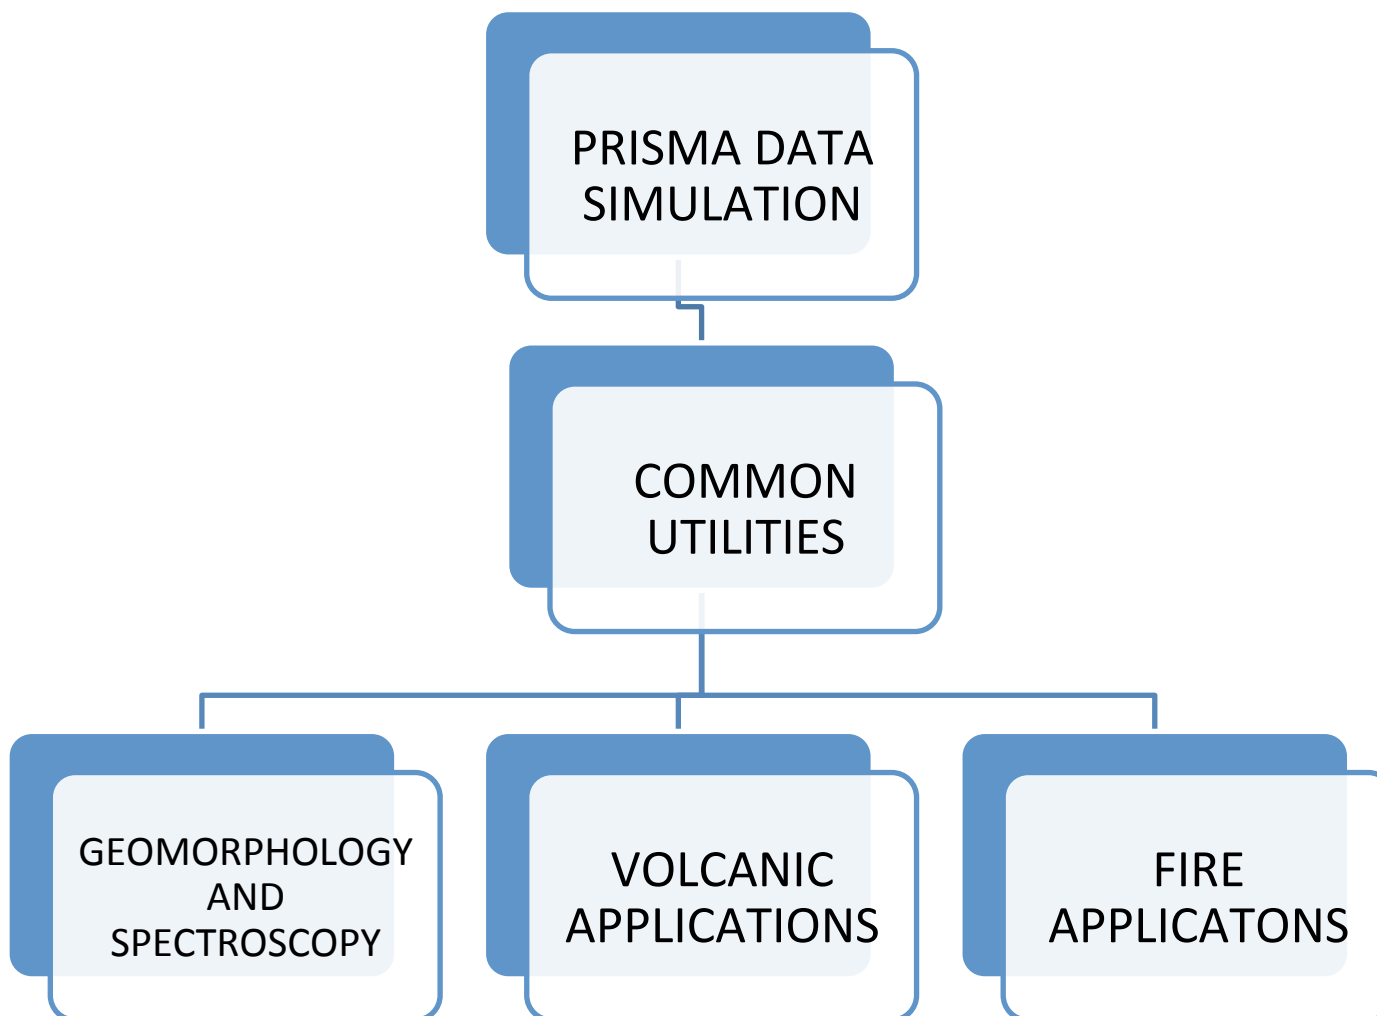 PRISMA DATA
SIMULATION
COMMON
UTILITIES
GEOMORPHOLOGY
AND
SPECTROSCOPY
VOLCANIC
APPLICATIONS
FIRE
APPLICATONS